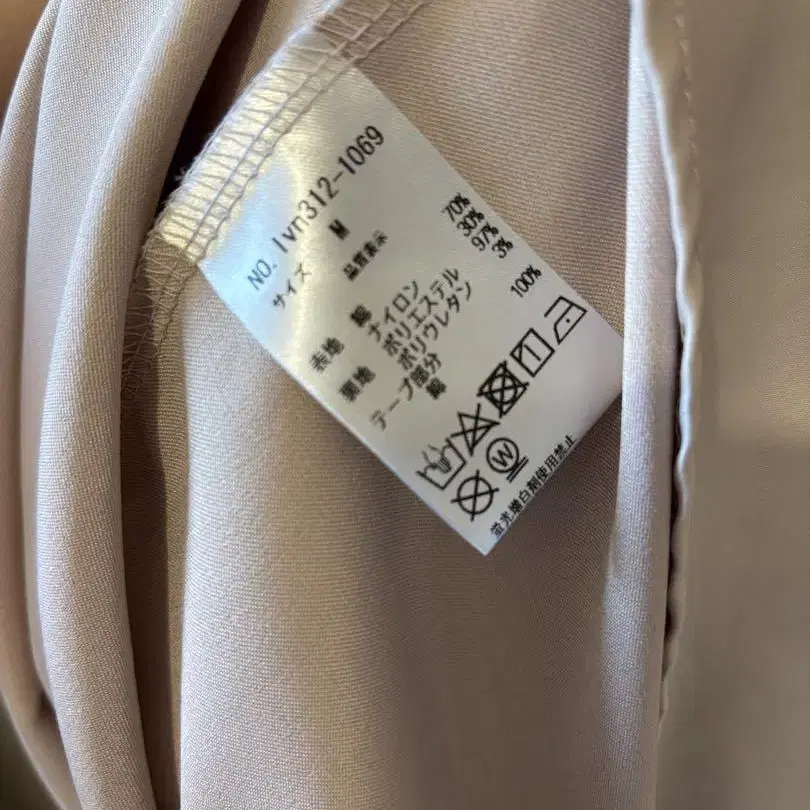 NO. lvn312-1069
サイズ M
品質表示
表地 綿 70%
ナイロン 30%
裏地 ポリエステル 97%
ポリウレタン 3%
テープ部分
綿 100%
W
蛍光増白剤使用禁止